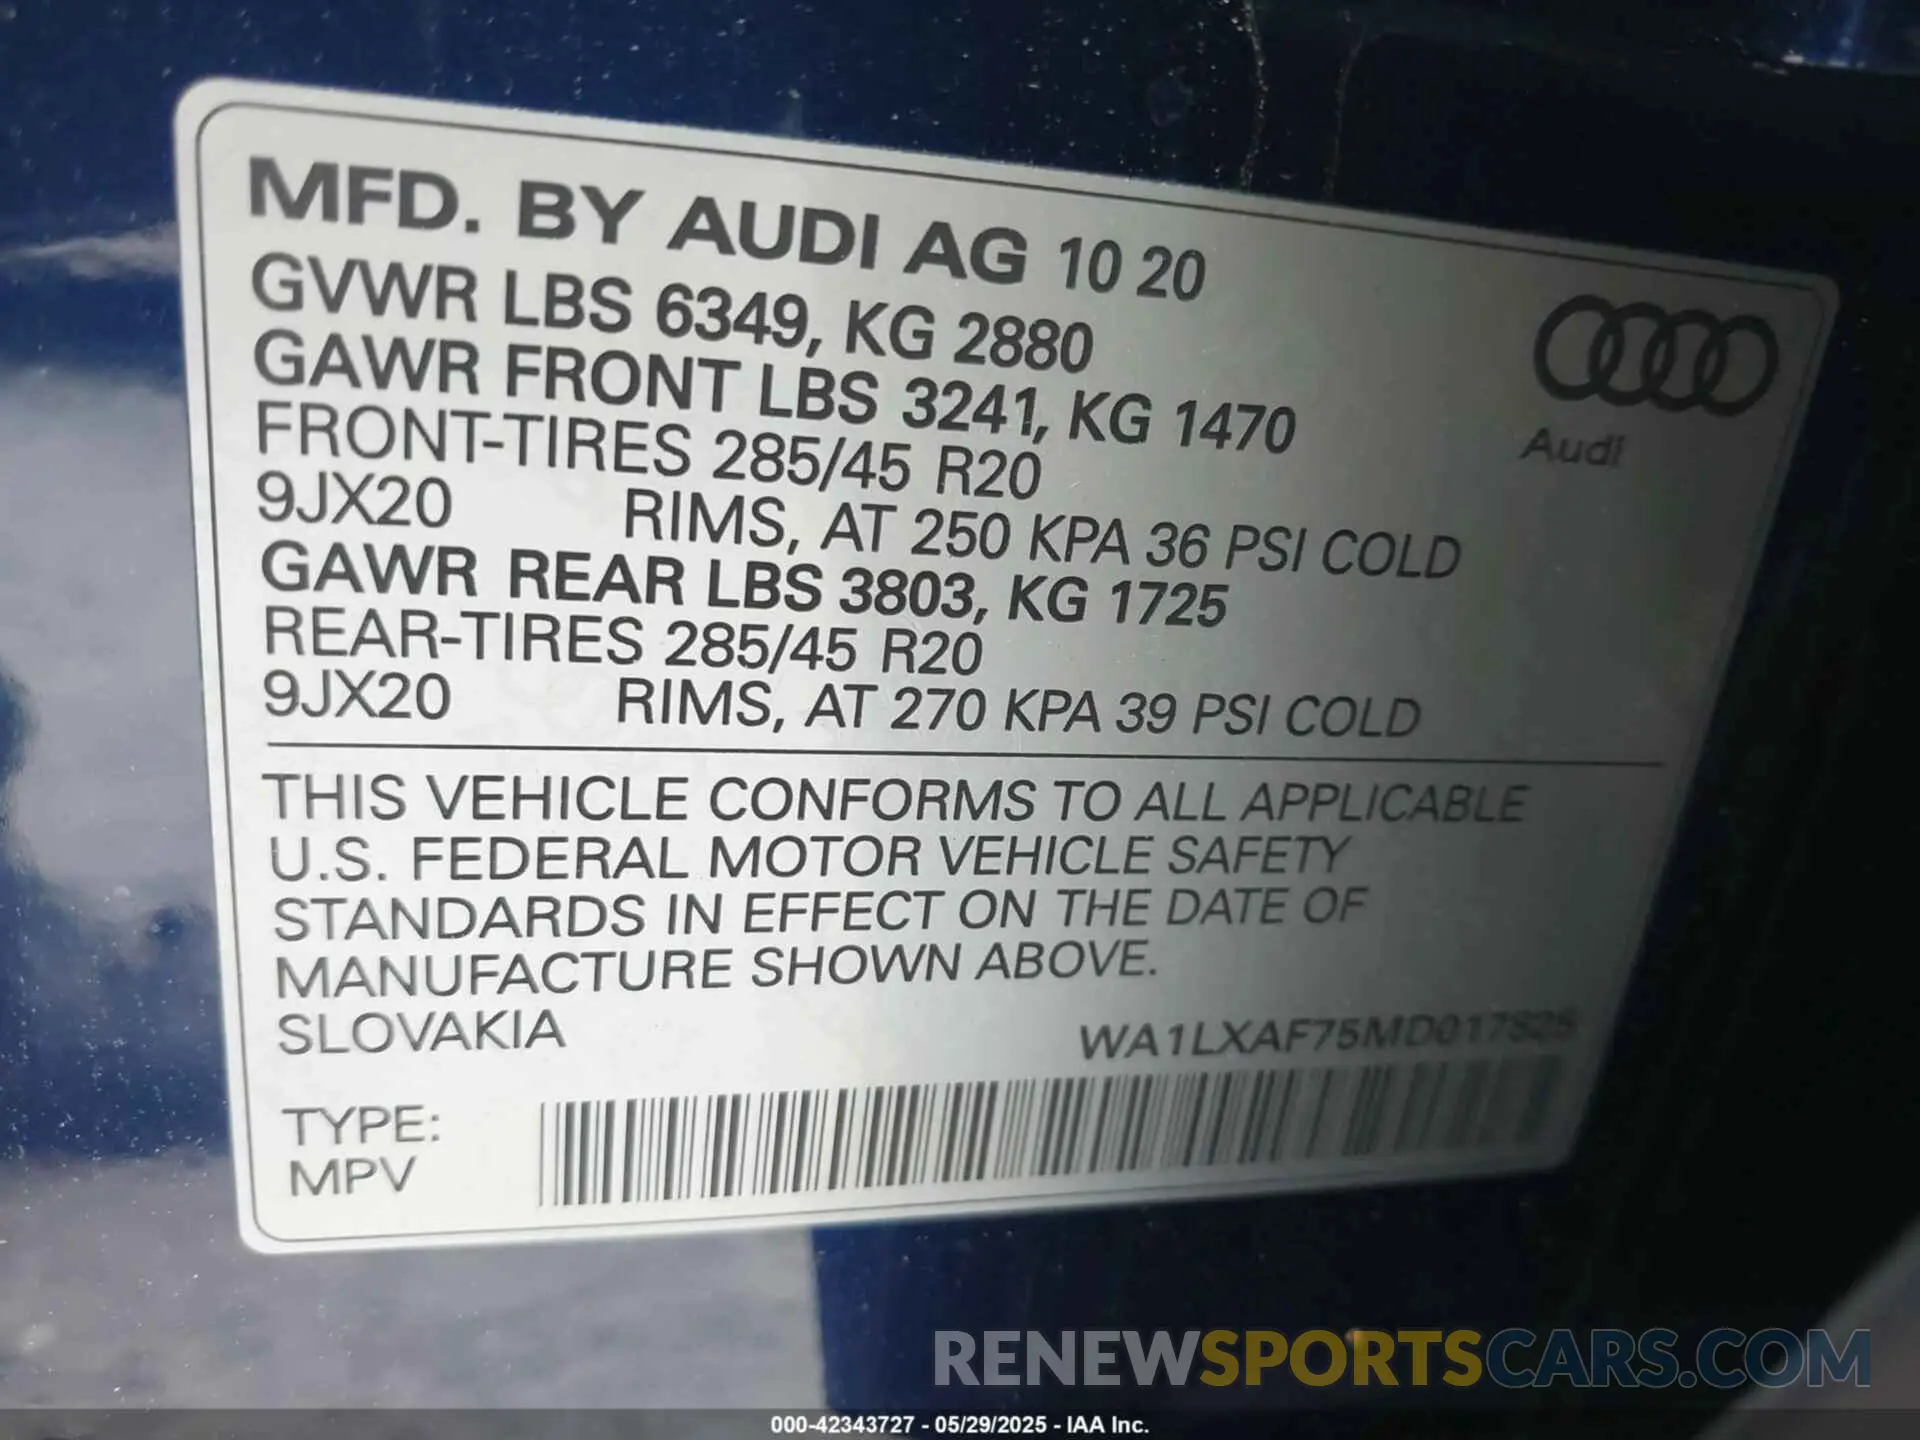 MFD. BY AUDI AG 10 20
GVWR LBS 6349, KG 2880
GAWR FRONT LBS 3241, KG 1470
FRONT-TIRES 285/45 R20
9JX20 RIMS, AT 250 KPA 36 PSI COLD
GAWR REAR LBS 3803, KG 1725
REAR-TIRES 285/45 R20
9JX20 RIMS, AT 270 KPA 39 PSI COLD
Audi
THIS VEHICLE CONFORMS TO ALL APPLICABLE
U.S. FEDERAL MOTOR VEHICLE SAFETY
STANDARDS IN EFFECT ON THE DATE OF
MANUFACTURE SHOWN ABOVE.
SLOVAKIA
TYPE:
MPV
RENEWSPORTSCARS.COM
000-42343727 - 05/29/2025 - IAA Inc.